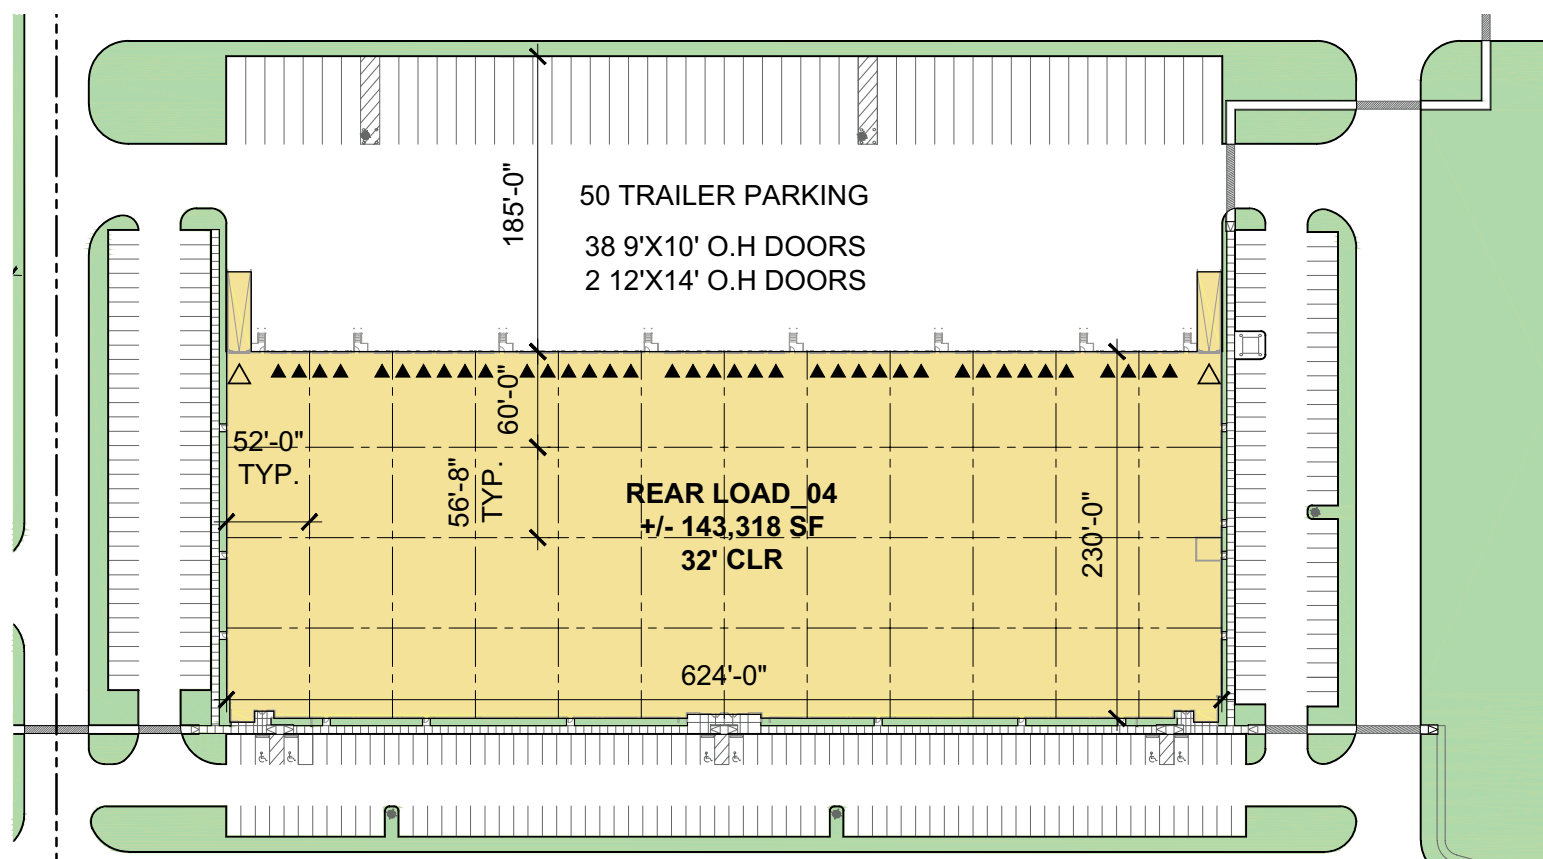 185'-0"
50 TRAILER PARKING
38 9'X10' O.H DOORS
2 12'X14' O.H DOORS
60'-0"
52'-0"
TYP.
56'-8"
TYP.
REAR LOAD_04
+/- 143,318 SF
32' CLR
230'-0"
624'-0"